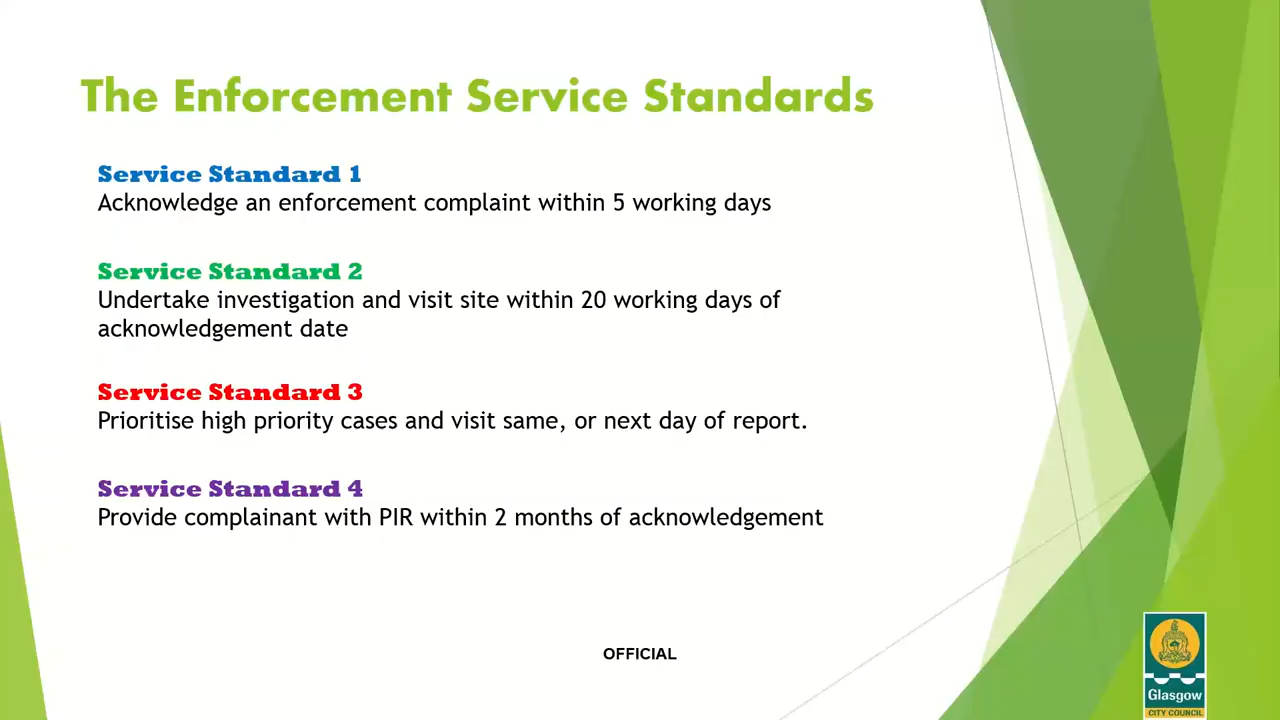 The Enforcement Service Standards
Service Standard 1
Acknowledge an enforcement complaint within 5 working days
Service Standard 2
Undertake investigation and visit site within 20 working days of
acknowledgement date
Service Standard 3
Prioritise high priority cases and visit same, or next day of report.
Service Standard 4
Provide complainant with PIR within 2 months of acknowledgement
OFFICIAL
Glasgow
CITY COUNCIL